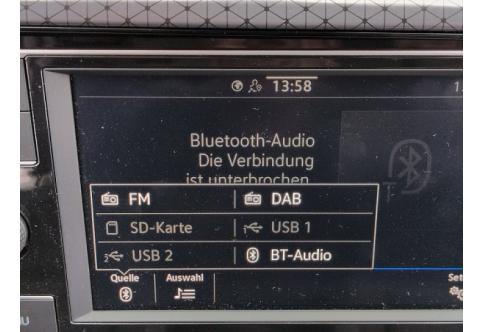 13:58
Bluetooth-Audio
Die Verbindung
ist unterbrochen
FM
DAB
SD-Karte
USB 1
USB 2
BT-Audio
Quelle
Auswahl
Set